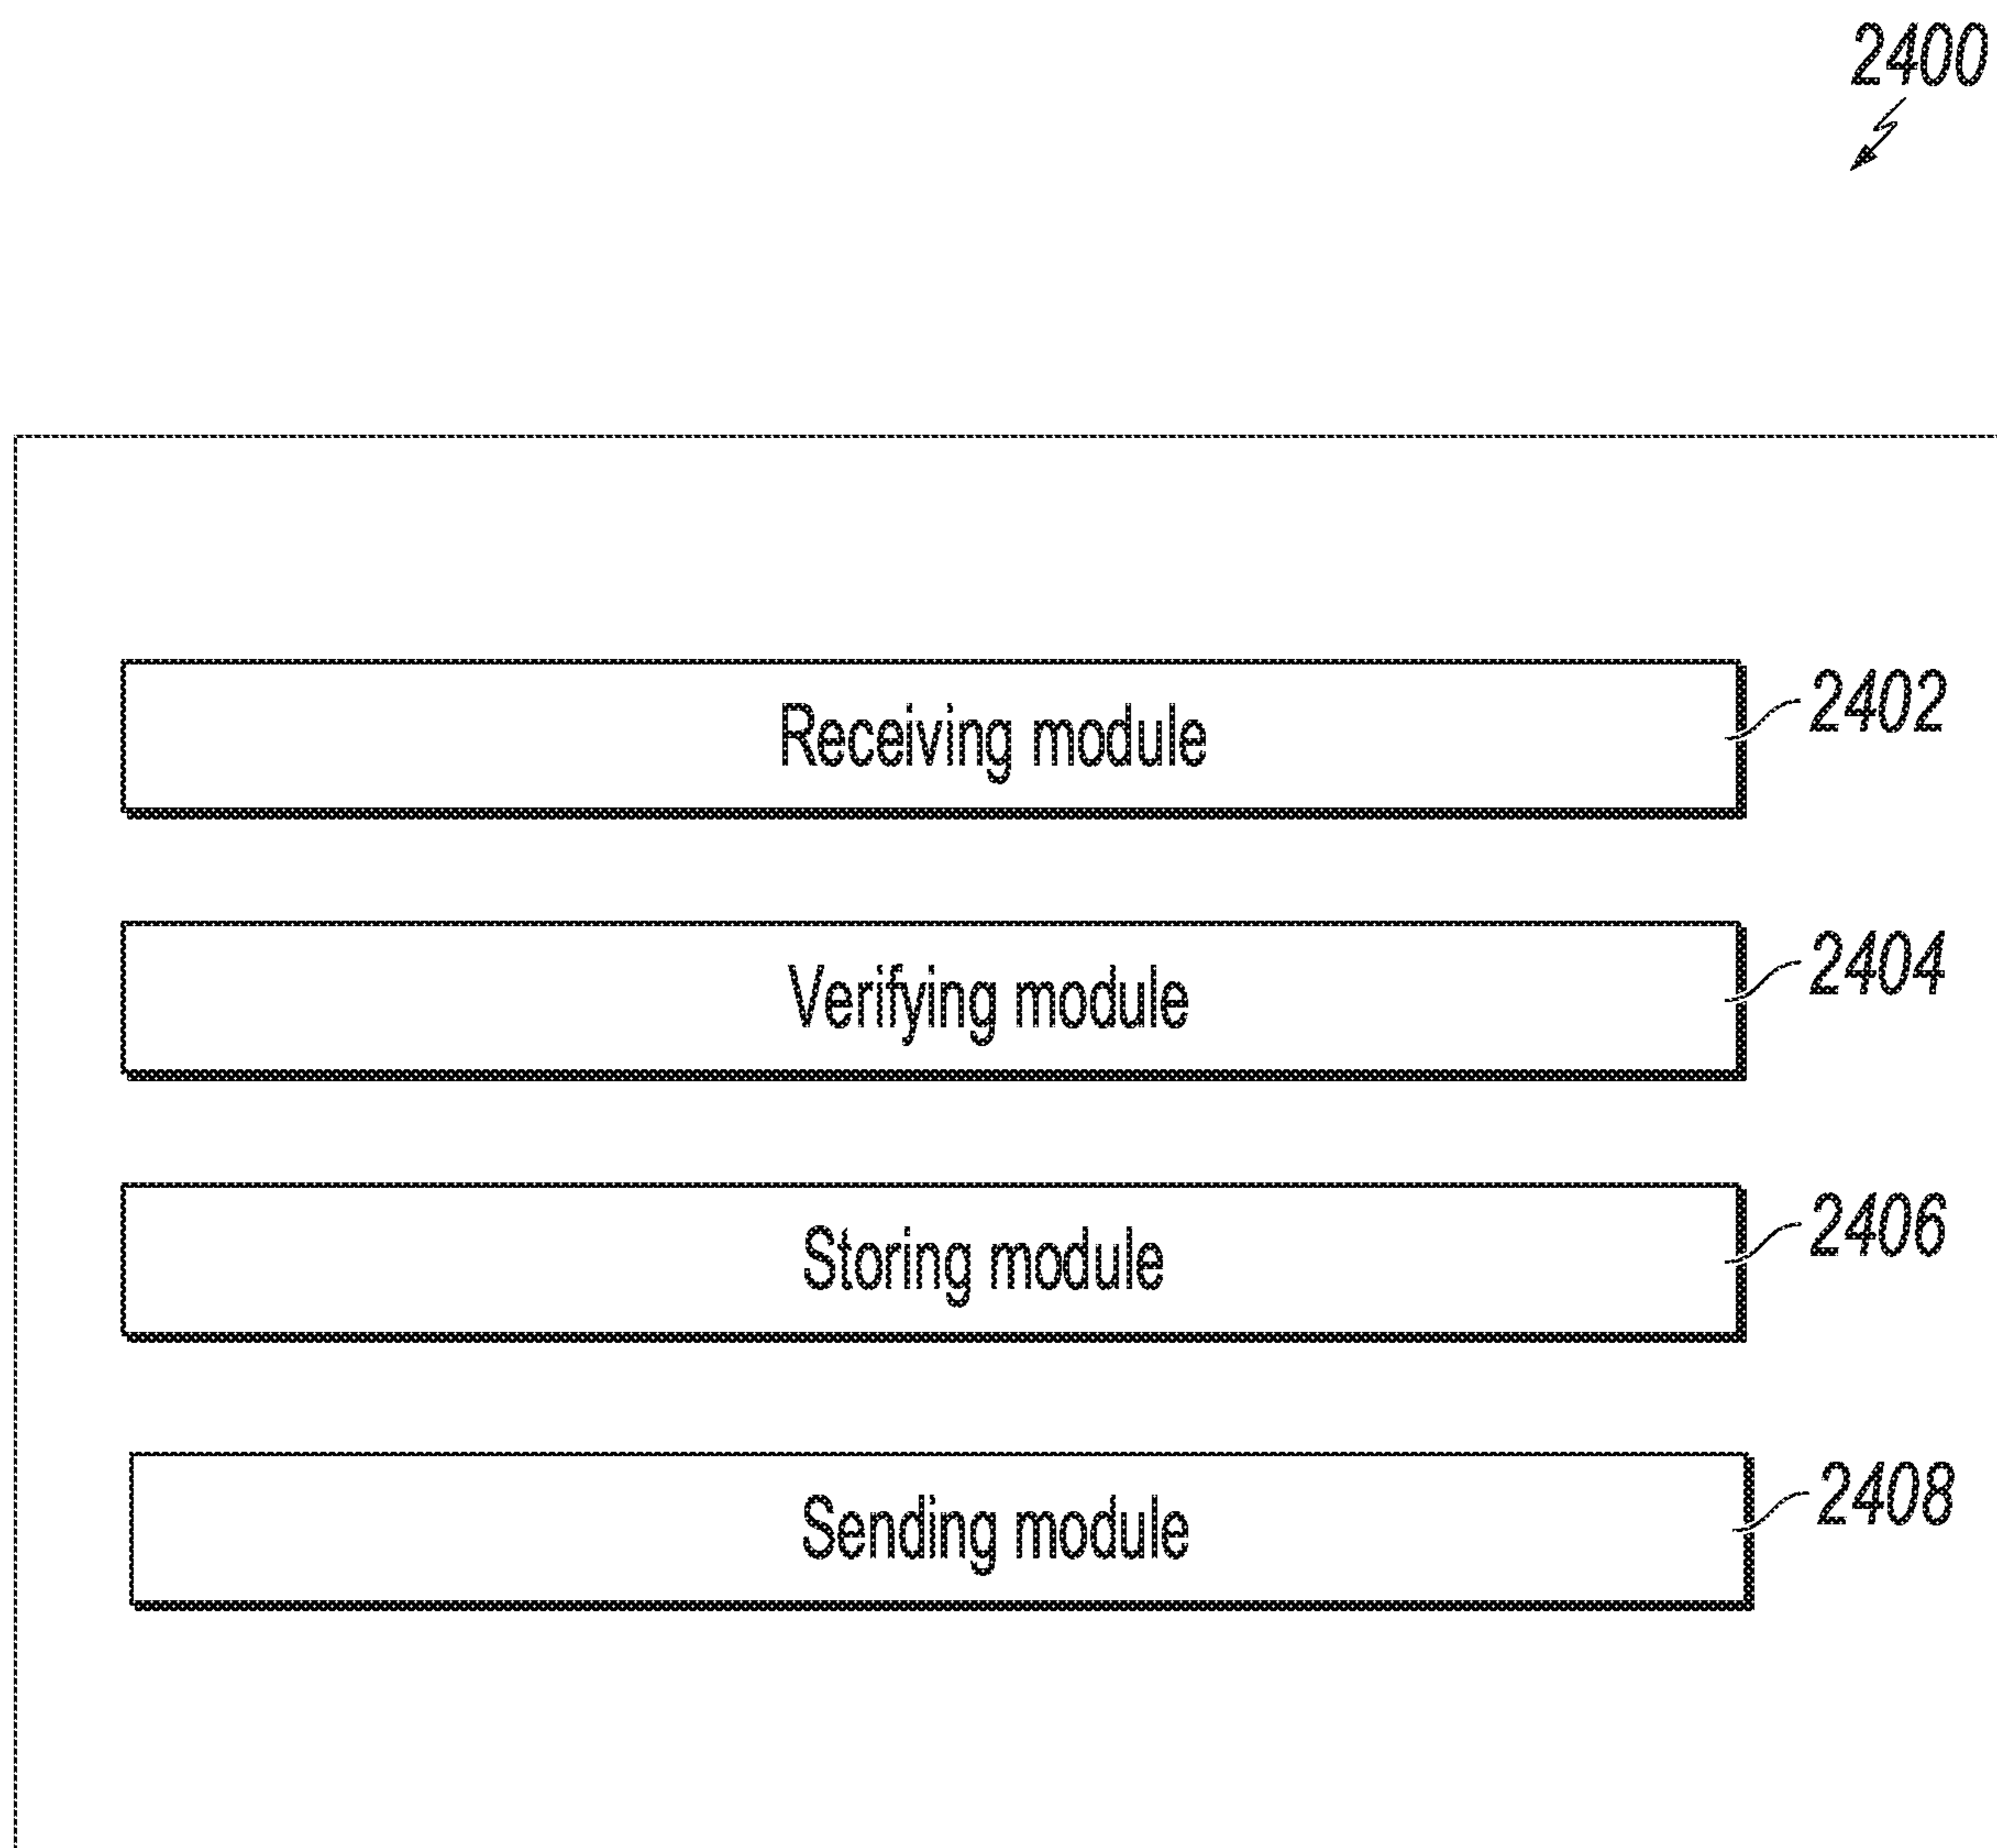 2400
Receiving module 2402
Verifying module 2404
Storing module 2406
Sending module 2408